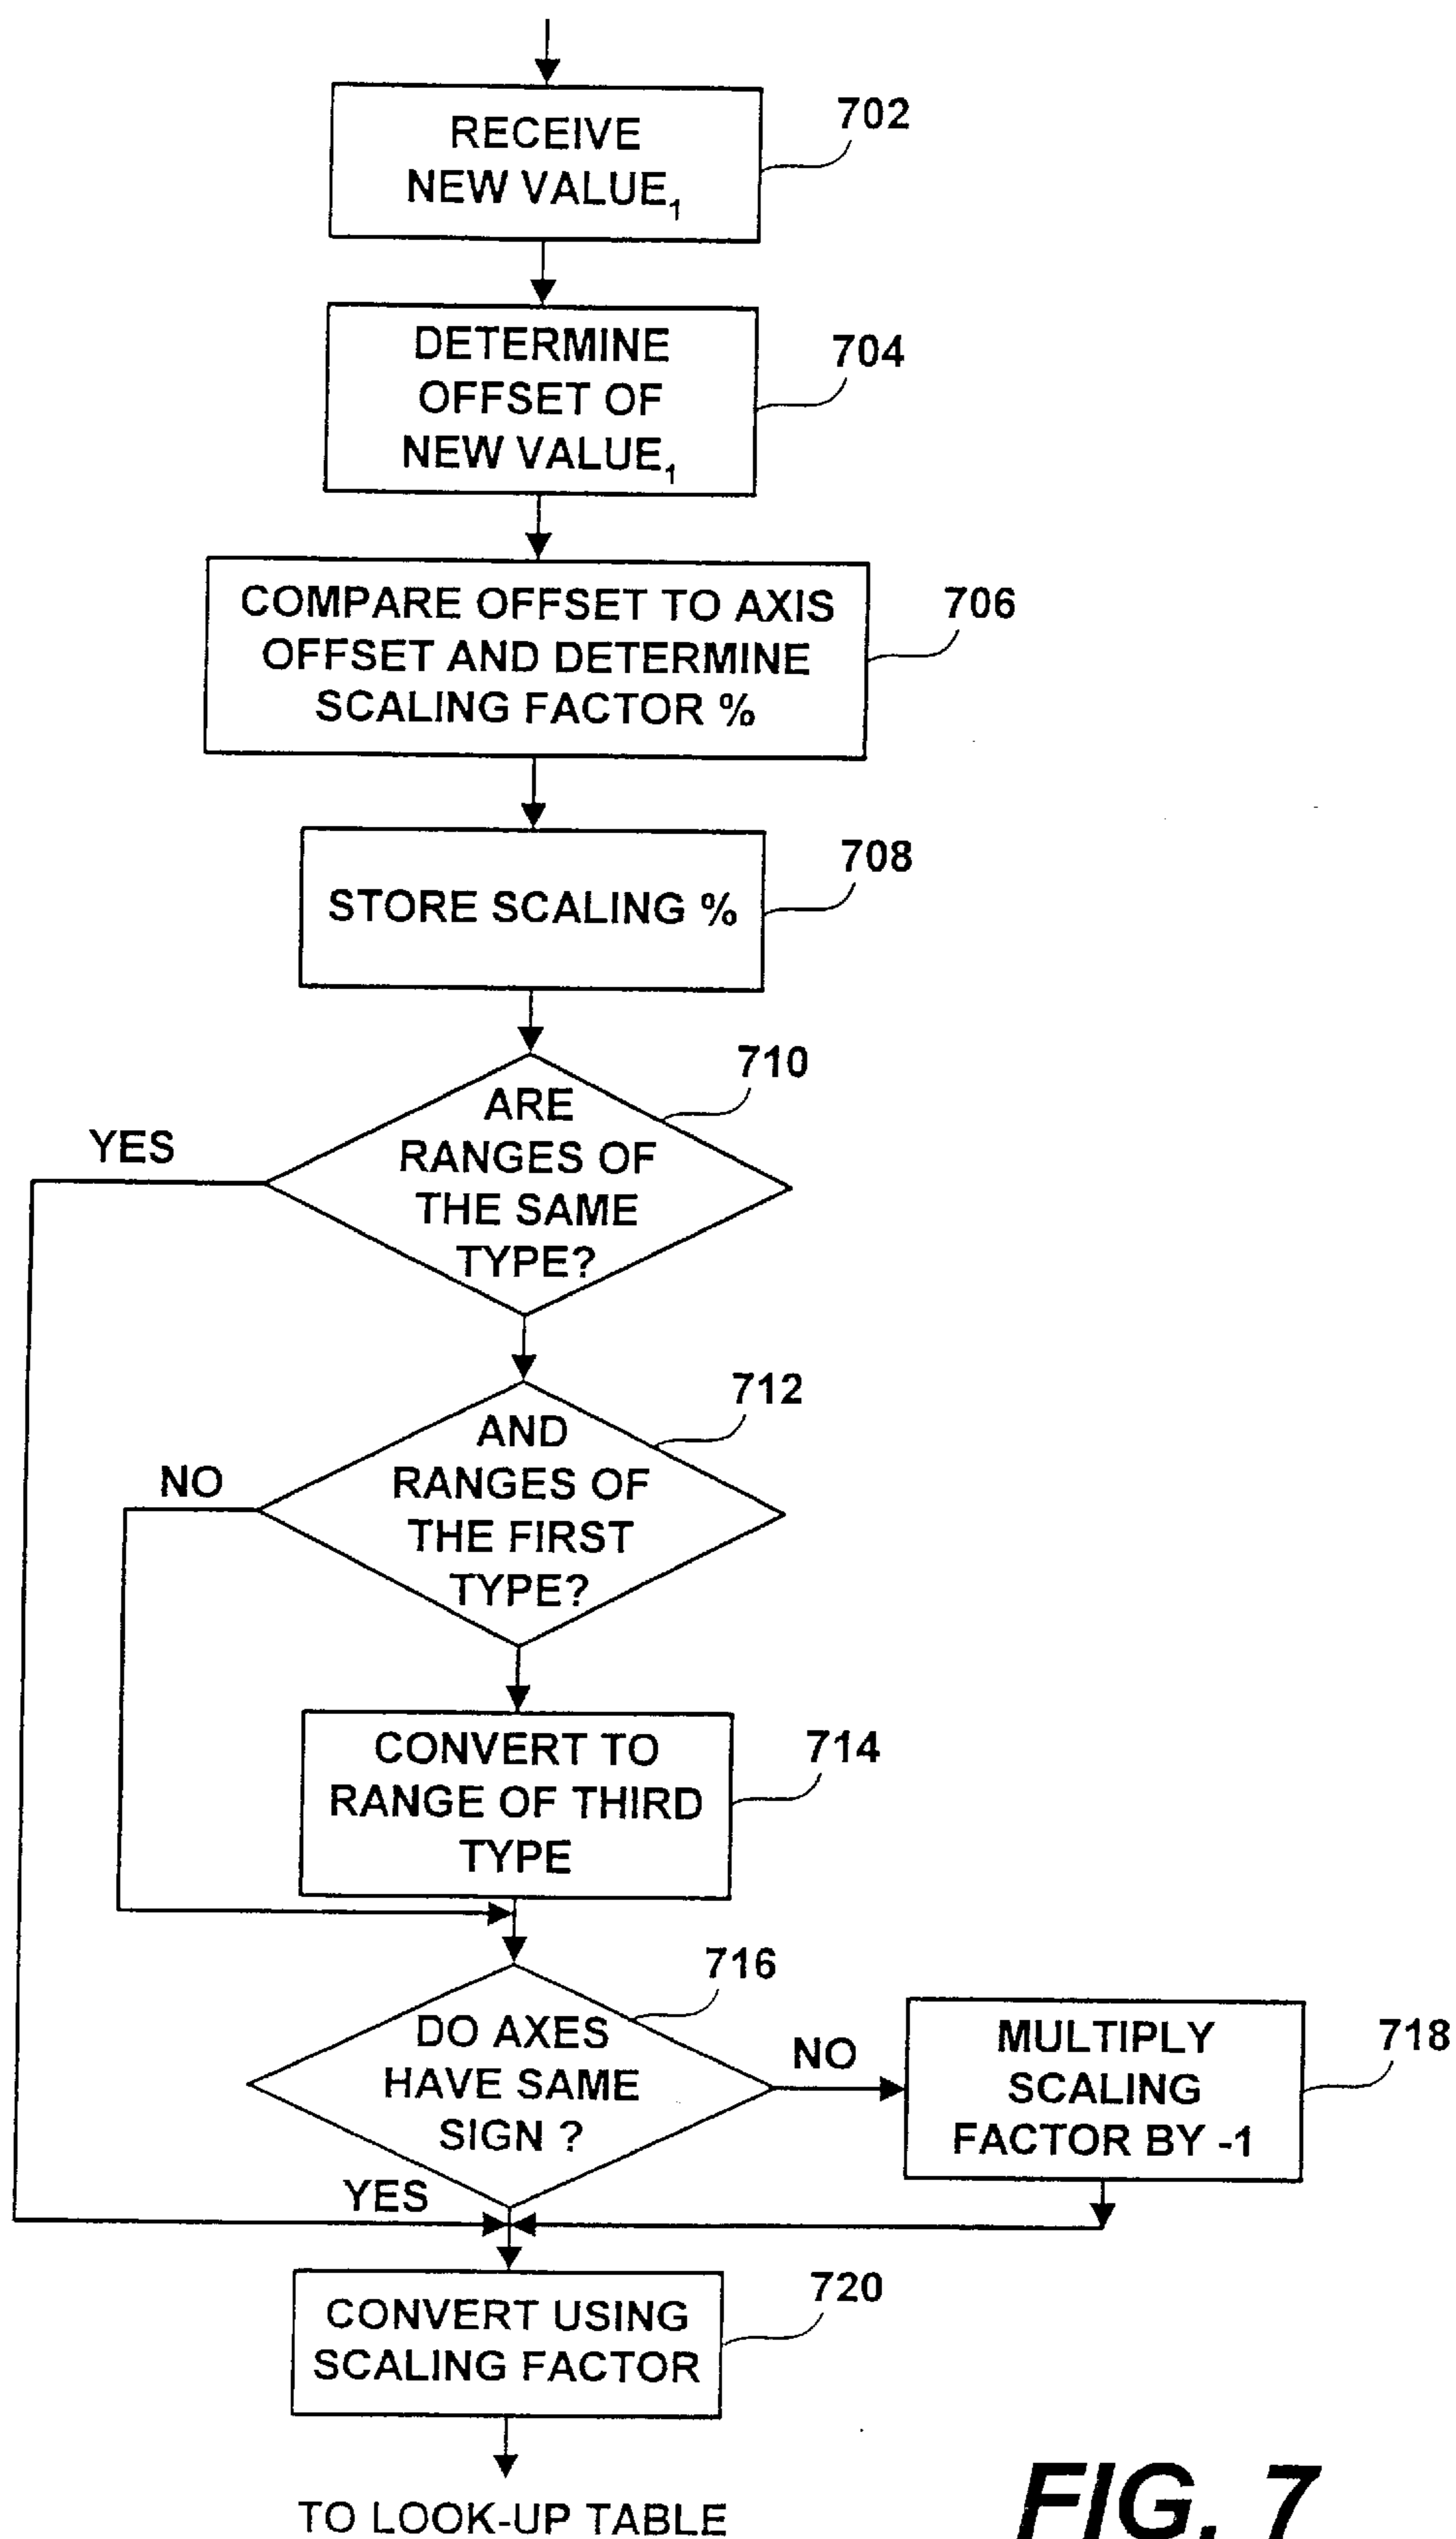 RECEIVE
NEW VALUE₁
702
DETERMINE
OFFSET OF
NEW VALUE₁
704
COMPARE OFFSET TO AXIS
OFFSET AND DETERMINE
SCALING FACTOR %
706
STORE SCALING %
708
ARE
RANGES OF
THE SAME
TYPE?
710
YES
AND
RANGES OF
THE FIRST
TYPE?
712
NO
CONVERT TO
RANGE OF THIRD
TYPE
714
DO AXES
HAVE SAME
SIGN ?
716
NO
MULTIPLY
SCALING
FACTOR BY -1
718
YES
CONVERT USING
SCALING FACTOR
720
TO LOOK-UP TABLE
FIG. 7